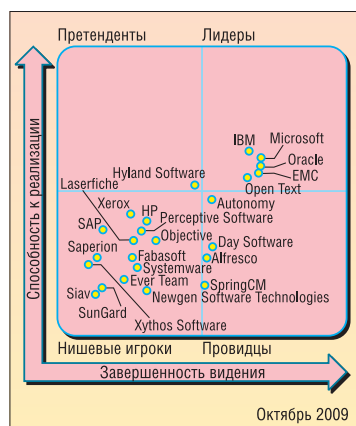 Претенденты Лидеры
IBM
Microsoft
Oracle
EMC
Open Text
Hyland Software
Laserfiche
Autonomy
Xerox
HP
Perceptive Software
SAP
Objective
Day Software
Saperion
Fabasoft
Alfresco
Systemware
Ever Team
SpringCM
Siav
Newgen Software Technologies
SunGard
Xythos Software
Нишевые игроки Провидцы
Способность к реализации
Завершенность видения
Октябрь 2009